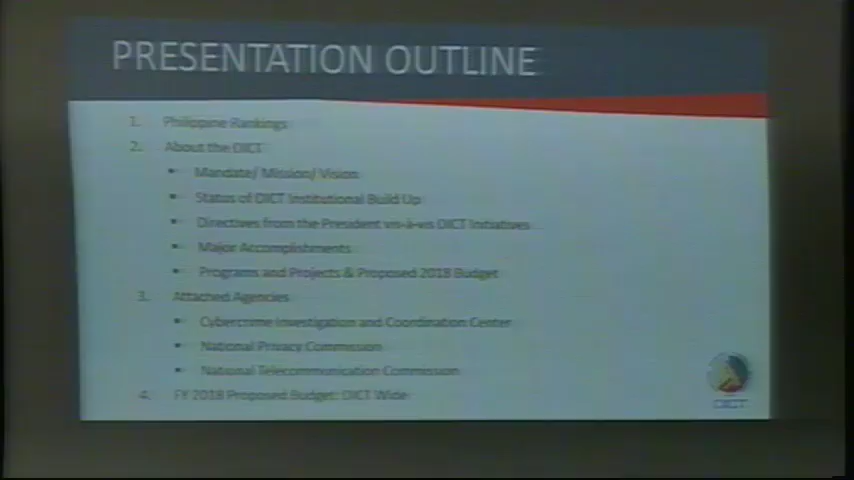 PRESENTATION OUTLINE
1. Philippine Rankings
2. About the DICT
▪ Mandate/ Mission/ Vision
▪ Status of DICT Institutional Build Up
▪ Directives from the President vis-à-vis DICT Initiatives
▪ Major Accomplishments
▪ Programs and Projects & Proposed 2018 Budget
3. Attached Agencies
▪ Cybercrime Investigation and Coordination Center
▪ National Privacy Commission
▪ National Telecommunication Commission
4. FY 2018 Proposed Budget: DICT Wide
DICT